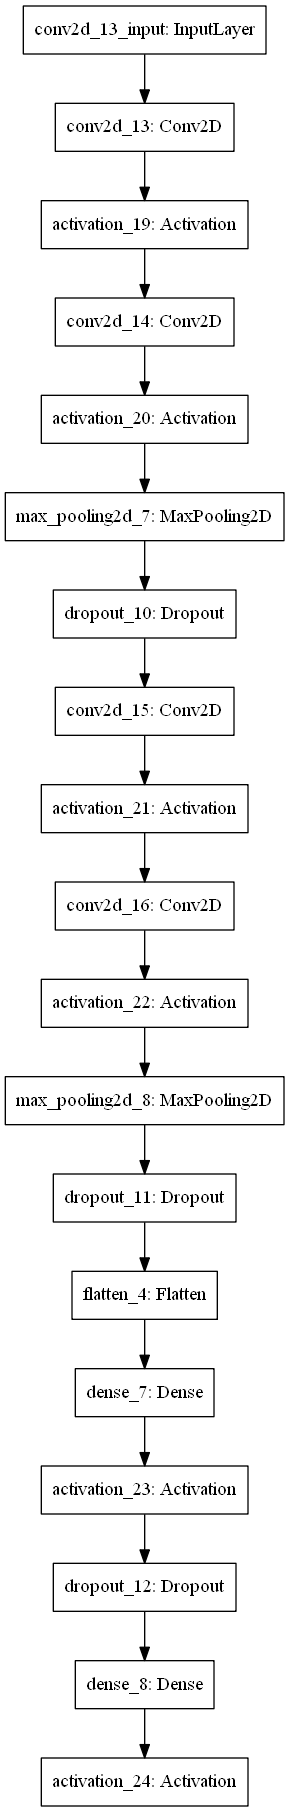 conv2d_13_input: InputLayer
conv2d_13: Conv2D
activation_19: Activation
conv2d_14: Conv2D
activation_20: Activation
max_pooling2d_7: MaxPooling2D
dropout_10: Dropout
conv2d_15: Conv2D
activation_21: Activation
conv2d_16: Conv2D
activation_22: Activation
max_pooling2d_8: MaxPooling2D
dropout_11: Dropout
flatten_4: Flatten
dense_7: Dense
activation_23: Activation
dropout_12: Dropout
dense_8: Dense
activation_24: Activation